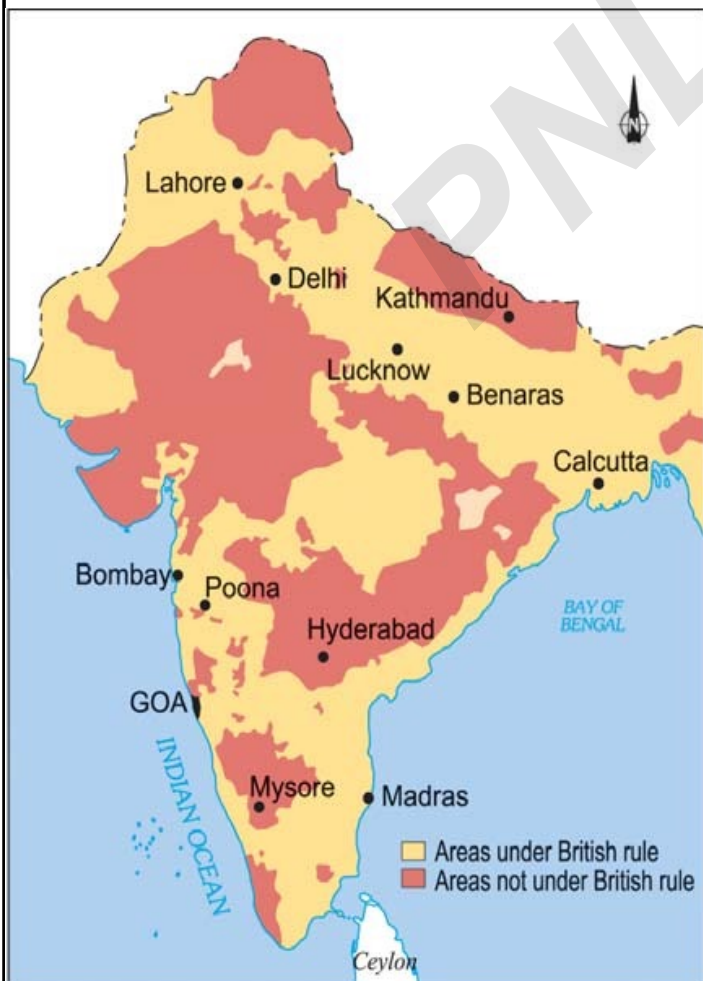 PNL
N
Lahore
Delhi
Kathmandu
Lucknow
Benaras
Calcutta
Bombay
Poona
BAY OF
BENGAL
Hyderabad
GOA
INDIAN OCEAN
Mysore
Madras
Areas under British rule
Areas not under British rule
Ceylon